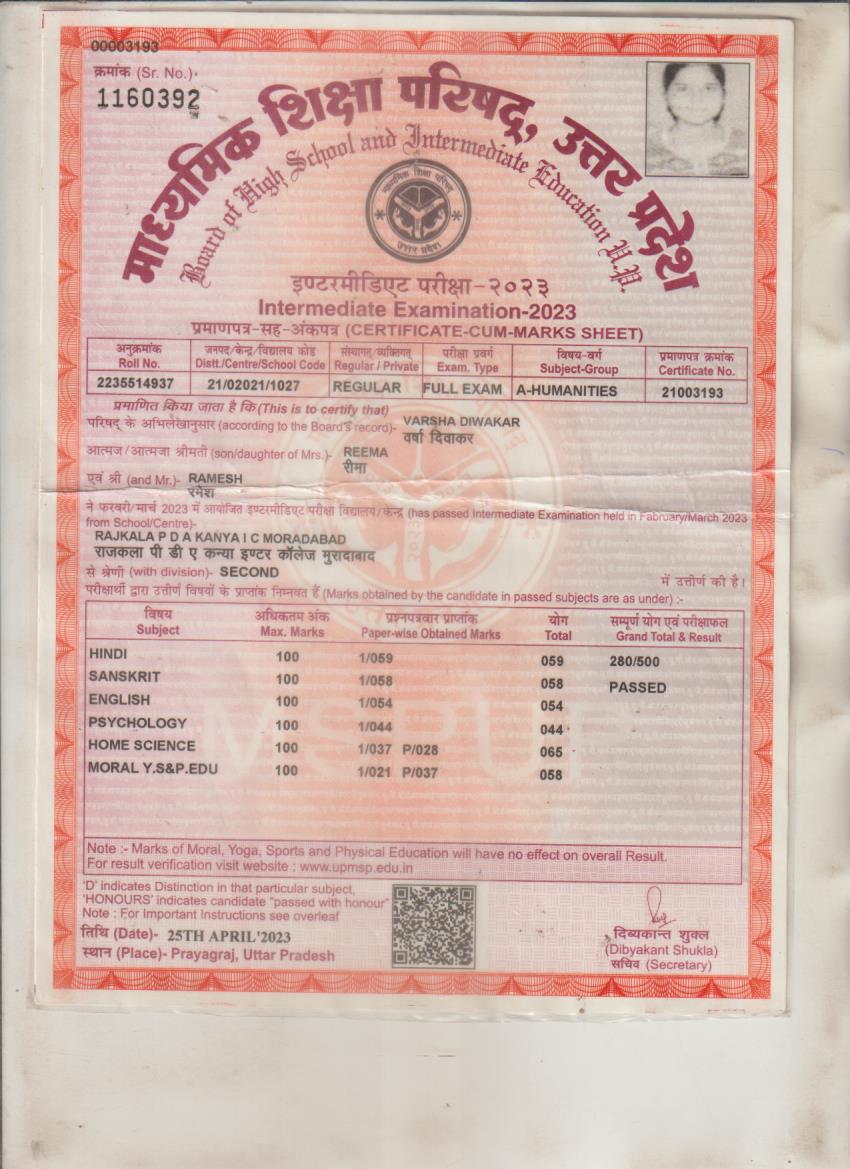 00003193
क्रमांक (Sr. No.)
1160392
माध्यमिक शिक्षा परिषद्, उत्तर प्रदेश
Board of High School and Intermediate Education U.P.
माध्यमिक शिक्षा परिषद्
उत्तर प्रदेश
इण्टरमीडिएट परीक्षा-२०२३
Intermediate Examination-2023
प्रमाणपत्र-सह-अंकपत्र (CERTIFICATE-CUM-MARKS SHEET)
अनुक्रमांक जनपद/केन्द्र/विद्यालय कोड संस्थागत/व्यक्तिगत परीक्षा प्रवर्ग विषय-वर्ग प्रमाणपत्र क्रमांक
Roll No. Distt./Centre/School Code Regular / Private Exam. Type Subject-Group Certificate No.
2235514937 21/02021/1027 REGULAR FULL EXAM A-HUMANITIES 21003193
प्रमाणित किया जाता है कि (This is to certify that)
परिषद् के अभिलेखानुसार (according to the Board's record)- VARSHA DIWAKAR
वर्षा दिवाकर
आत्मज/आत्मजा श्रीमती (son/daughter of Mrs.)- REEMA
रीमा
एवं श्री (and Mr.)- RAMESH
रमेश
ने फरवरी/मार्च 2023 में आयोजित इण्टरमीडिएट परीक्षा विद्यालय/केन्द्र (has passed Intermediate Examination held in Fabruary/March 2023
from School/Centre)-
RAJKALA P D A KANYA I C MORADABAD
राजकला पी डी ए कन्या इण्टर कॉलेज मुरादाबाद
से श्रेणी (with division)- SECOND में उत्तीर्ण की है।
परीक्षार्थी द्वारा उत्तीर्ण विषयों के प्राप्तांक निम्नवत हैं (Marks obtained by the candidate in passed subjects are as under) :-
विषय अधिकतम अंक प्रश्नपत्रवार प्राप्तांक योग सम्पूर्ण योग एवं परीक्षाफल
Subject Max. Marks Paper-wise Obtained Marks Total Grand Total & Result
HINDI 100 1/059 059 280/500
SANSKRIT 100 1/058 058 PASSED
ENGLISH 100 1/054 054
PSYCHOLOGY 100 1/044 044
HOME SCIENCE 100 1/037 P/028 065
MORAL Y.S&P.EDU 100 1/021 P/037 058
MSPUP
Note :- Marks of Moral, Yoga, Sports and Physical Education will have no effect on overall Result.
For result verification visit website : www.upmsp.edu.in
'D' indicates Distinction in that particular subject,
'HONOURS' indicates candidate "passed with honour"
Note : For Important Instructions see overleaf
तिथि (Date)- 25TH APRIL'2023
स्थान (Place)- Prayagraj, Uttar Pradesh
दिब्यकान्त शुक्ल
(Dibyakant Shukla)
सचिव (Secretary)